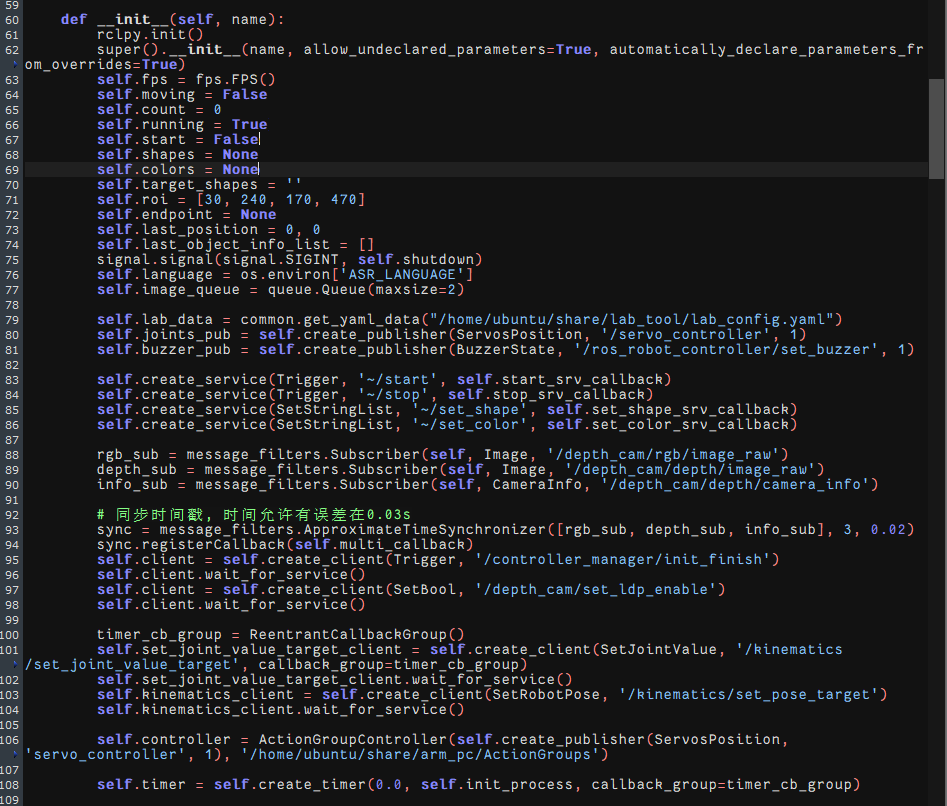 59
60 def __init__(self, name):
61 rclpy.init()
62 super().__init__(name, allow_undeclared_parameters=True, automatically_declare_parameters_fr
om_overrides=True)
63 self.fps = fps.FPS()
64 self.moving = False
65 self.count = 0
66 self.running = True
67 self.start = False
68 self.shapes = None
69 self.colors = None
70 self.target_shapes = ''
71 self.roi = [30, 240, 170, 470]
72 self.endpoint = None
73 self.last_position = 0, 0
74 self.last_object_info_list = []
75 signal.signal(signal.SIGINT, self.shutdown)
76 self.language = os.environ['ASR_LANGUAGE']
77 self.image_queue = queue.Queue(maxsize=2)
78
79 self.lab_data = common.get_yaml_data("/home/ubuntu/share/lab_tool/lab_config.yaml")
80 self.joints_pub = self.create_publisher(ServosPosition, '/servo_controller', 1)
81 self.buzzer_pub = self.create_publisher(BuzzerState, '/ros_robot_controller/set_buzzer', 1)
82
83 self.create_service(Trigger, '~/start', self.start_srv_callback)
84 self.create_service(Trigger, '~/stop', self.stop_srv_callback)
85 self.create_service(SetStringList, '~/set_shape', self.set_shape_srv_callback)
86 self.create_service(SetStringList, '~/set_color', self.set_color_srv_callback)
87
88 rgb_sub = message_filters.Subscriber(self, Image, '/depth_cam/rgb/image_raw')
89 depth_sub = message_filters.Subscriber(self, Image, '/depth_cam/depth/image_raw')
90 info_sub = message_filters.Subscriber(self, CameraInfo, '/depth_cam/depth/camera_info')
91
92 # 同步时间戳, 时间允许有误差在0.03s
93 sync = message_filters.ApproximateTimeSynchronizer([rgb_sub, depth_sub, info_sub], 3, 0.02)
94 sync.registerCallback(self.multi_callback)
95 self.client = self.create_client(Trigger, '/controller_manager/init_finish')
96 self.client.wait_for_service()
97 self.client = self.create_client(SetBool, '/depth_cam/set_ldp_enable')
98 self.client.wait_for_service()
99
100 timer_cb_group = ReentrantCallbackGroup()
101 self.set_joint_value_target_client = self.create_client(SetJointValue, '/kinematics
/set_joint_value_target', callback_group=timer_cb_group)
102 self.set_joint_value_target_client.wait_for_service()
103 self.kinematics_client = self.create_client(SetRobotPose, '/kinematics/set_pose_target')
104 self.kinematics_client.wait_for_service()
105
106 self.controller = ActionGroupController(self.create_publisher(ServosPosition,
'servo_controller', 1), '/home/ubuntu/share/arm_pc/ActionGroups')
107
108 self.timer = self.create_timer(0.0, self.init_process, callback_group=timer_cb_group)
109